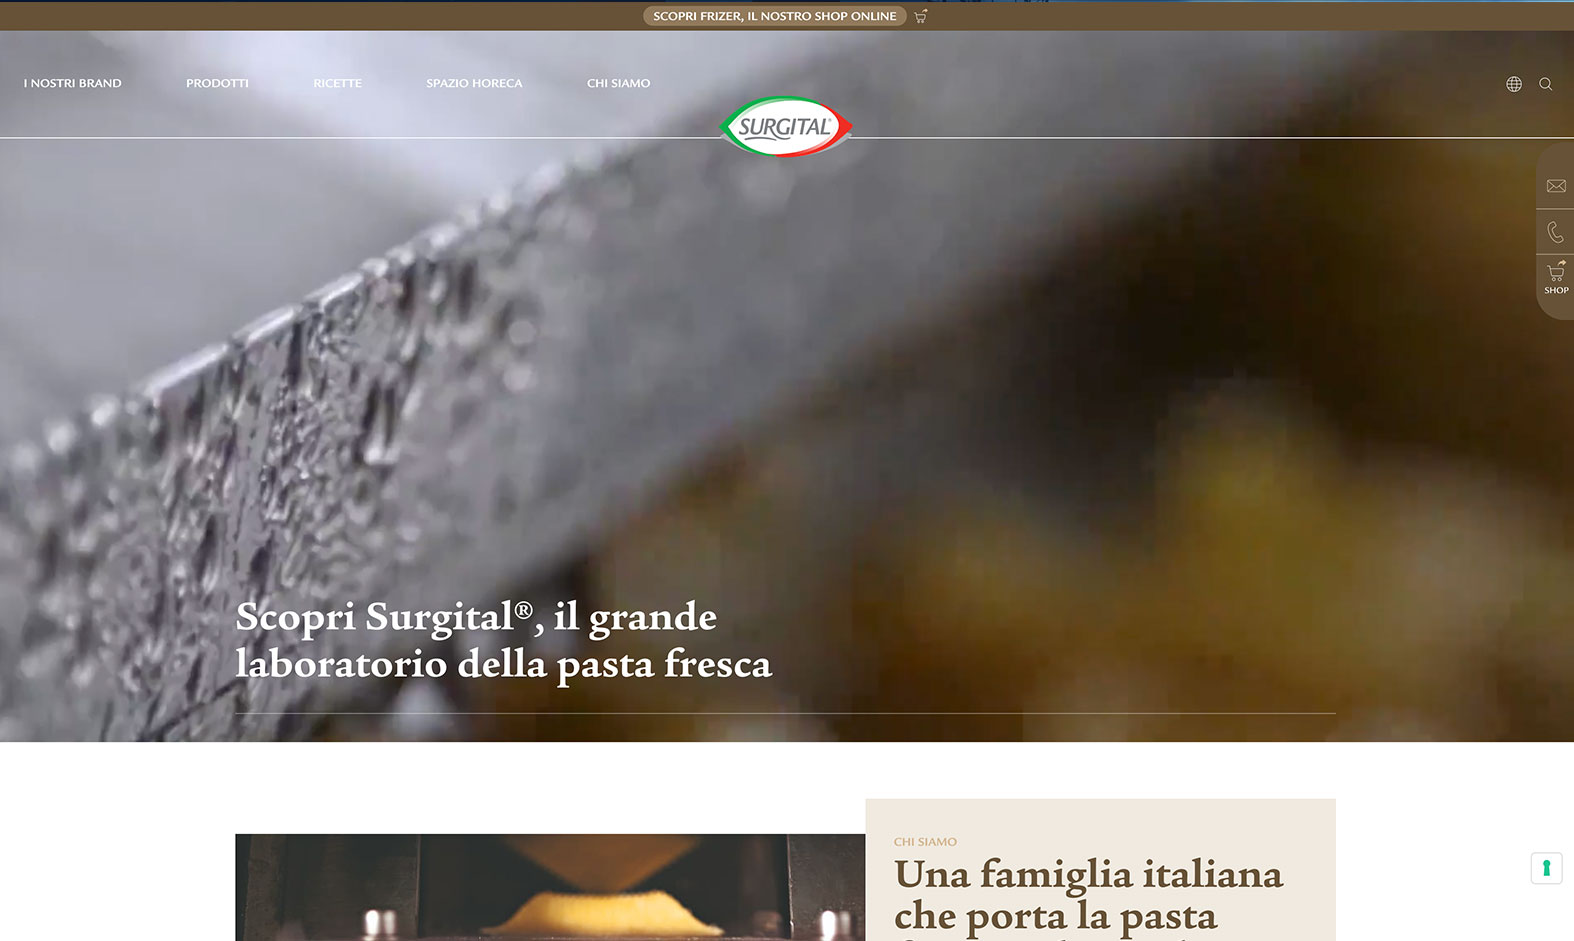 SCOPRI FRIZER, IL NOSTRO SHOP ONLINE
I NOSTRI BRAND
PRODOTTI
RICETTE
SPAZIO HORECA
CHI SIAMO
SURGITAL®
SHOP
Scopri Surgital®, il grande
laboratorio della pasta fresca
CHI SIAMO
Una famiglia italiana
che porta la pasta